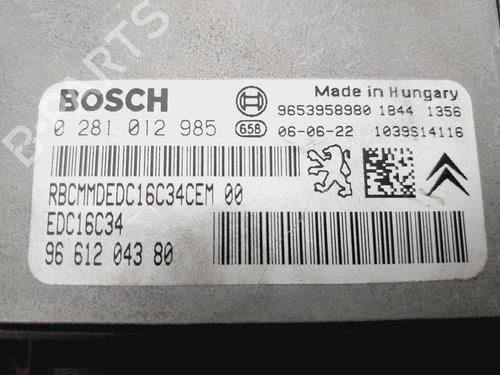 B-PARTS
BOSCH
Made in Hungary
9653958980 1844 1356
0 281 012 985
658
06-06-22 1039S14116
RBCMMDEDC16C34CEM 00
EDC16C34
96 612 043 80